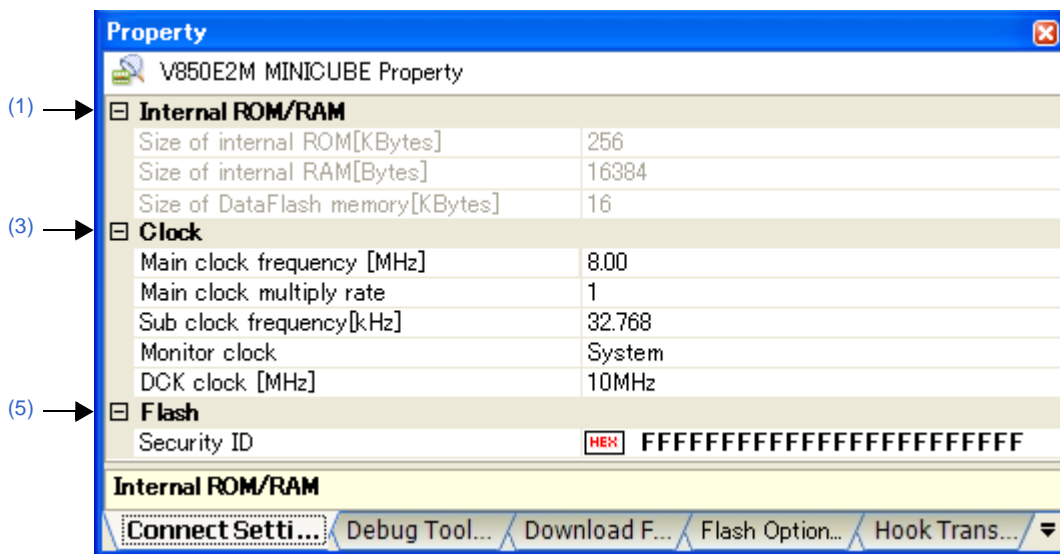 Property
V850E2M MINICUBE Property
(1) Internal ROM/RAM
Size of internal ROM[KBytes] 256
Size of internal RAM[Bytes] 16384
Size of DataFlash memory[KBytes] 16
(3) Clock
Main clock frequency [MHz] 8.00
Main clock multiply rate 1
Sub clock frequency[kHz] 32.768
Monitor clock System
DCK clock [MHz] 10MHz
(5) Flash
Security ID HEX FFFFFFFFFFFFFFFFFFFFFFFF
Internal ROM/RAM
Connect Setti... Debug Tool... Download F... Flash Option... Hook Trans...